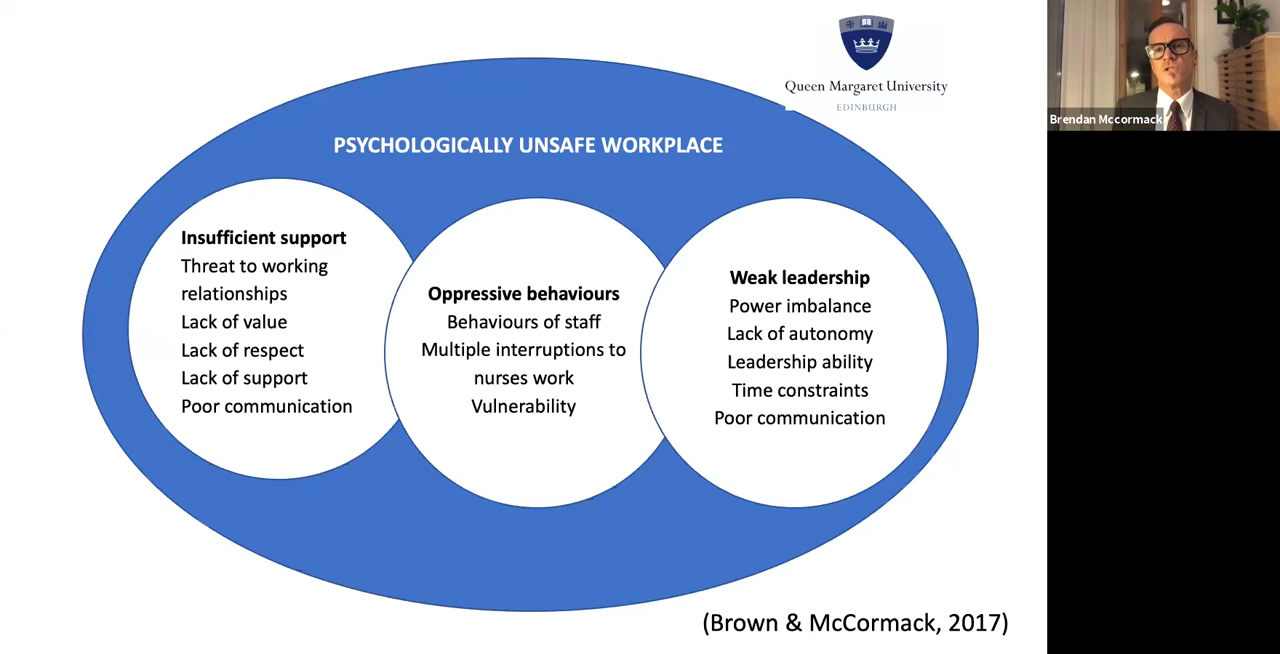 Queen Margaret University
EDINBURGH
Brendan Mccormack
PSYCHOLOGICALLY UNSAFE WORKPLACE
Insufficient support
Threat to working
relationships
Lack of value
Lack of respect
Lack of support
Poor communication
Oppressive behaviours
Behaviours of staff
Multiple interruptions to
nurses work
Vulnerability
Weak leadership
Power imbalance
Lack of autonomy
Leadership ability
Time constraints
Poor communication
(Brown & McCormack, 2017)